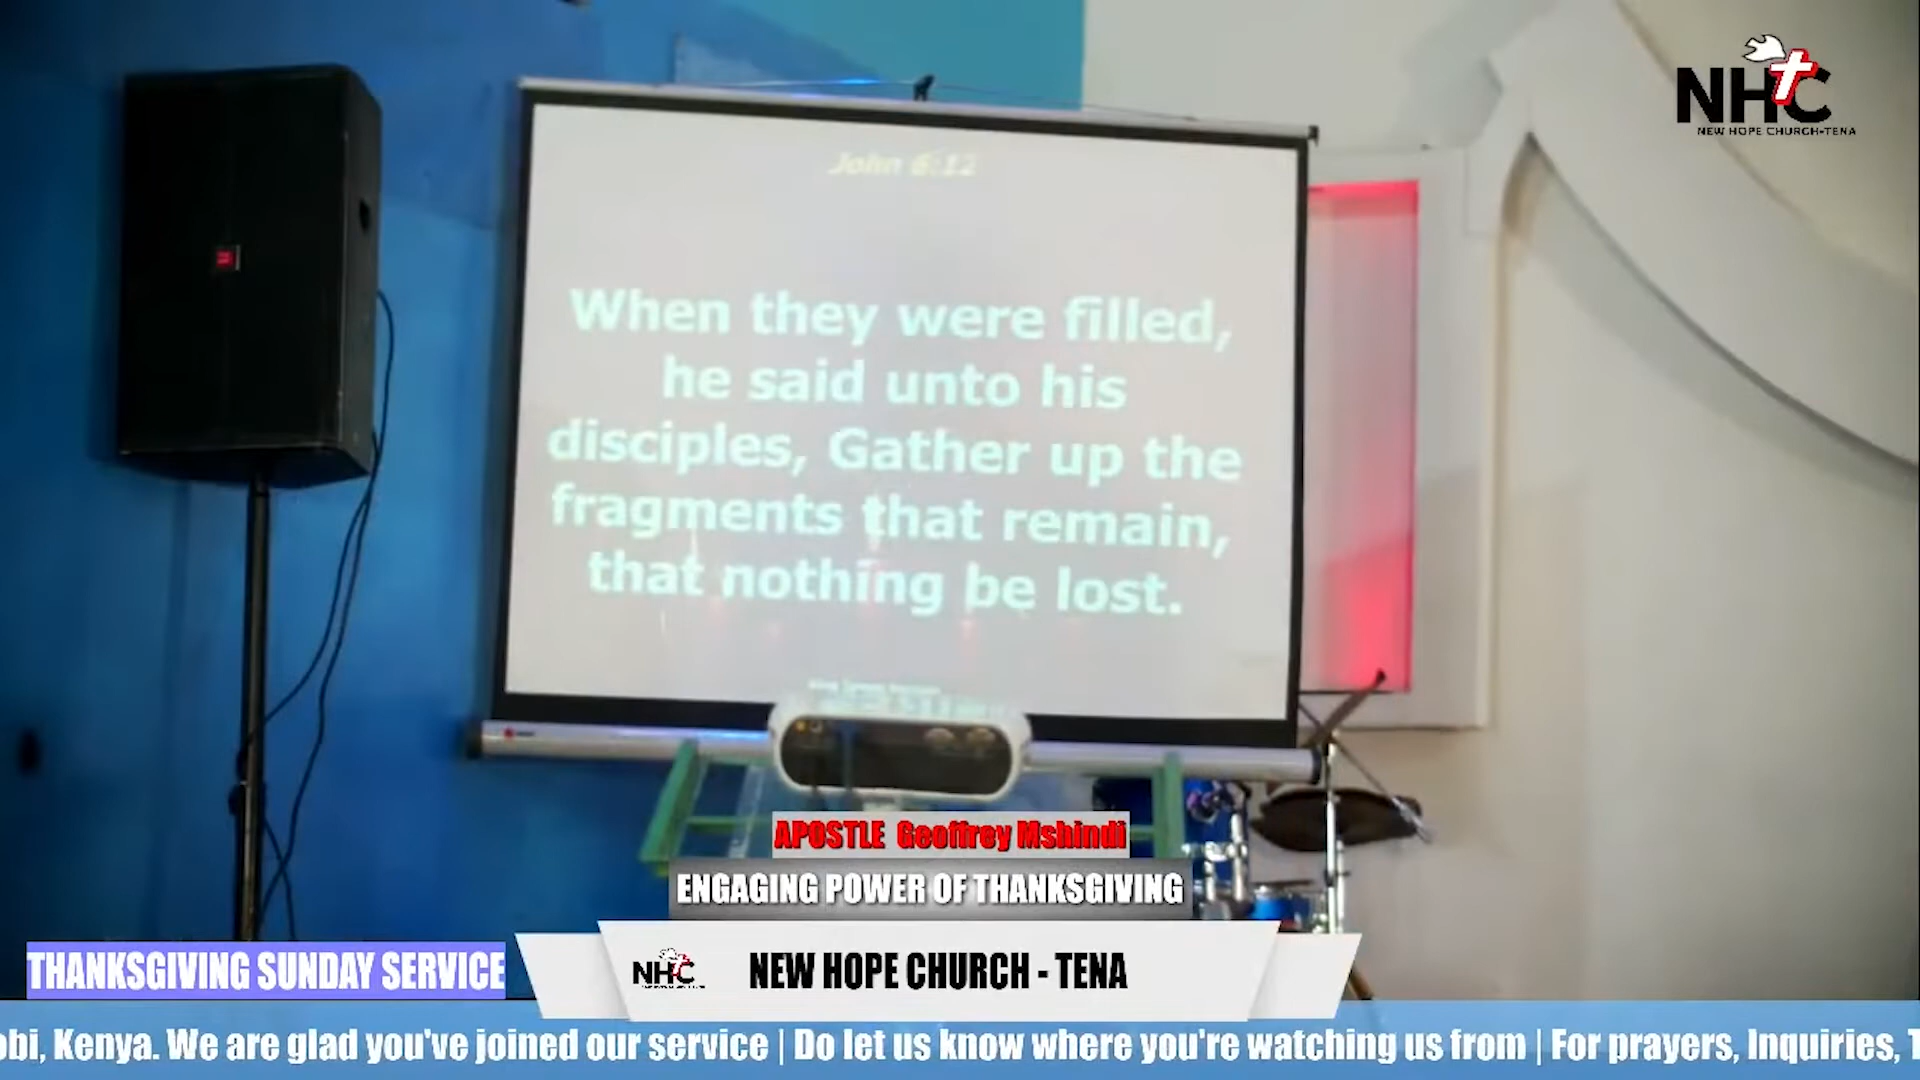 NHC
NEW HOPE CHURCH-TENA
John 6:12
When they were filled,
he said unto his
disciples, Gather up the
fragments that remain,
that nothing be lost.
APOSTLE Geoffrey Mshindi
ENGAGING POWER OF THANKSGIVING
NHC
NEW HOPE CHURCH - TENA
THANKSGIVING SUNDAY SERVICE
obi, Kenya. We are glad you've joined our service | Do let us know where you're watching us from | For prayers, Inquiries, T